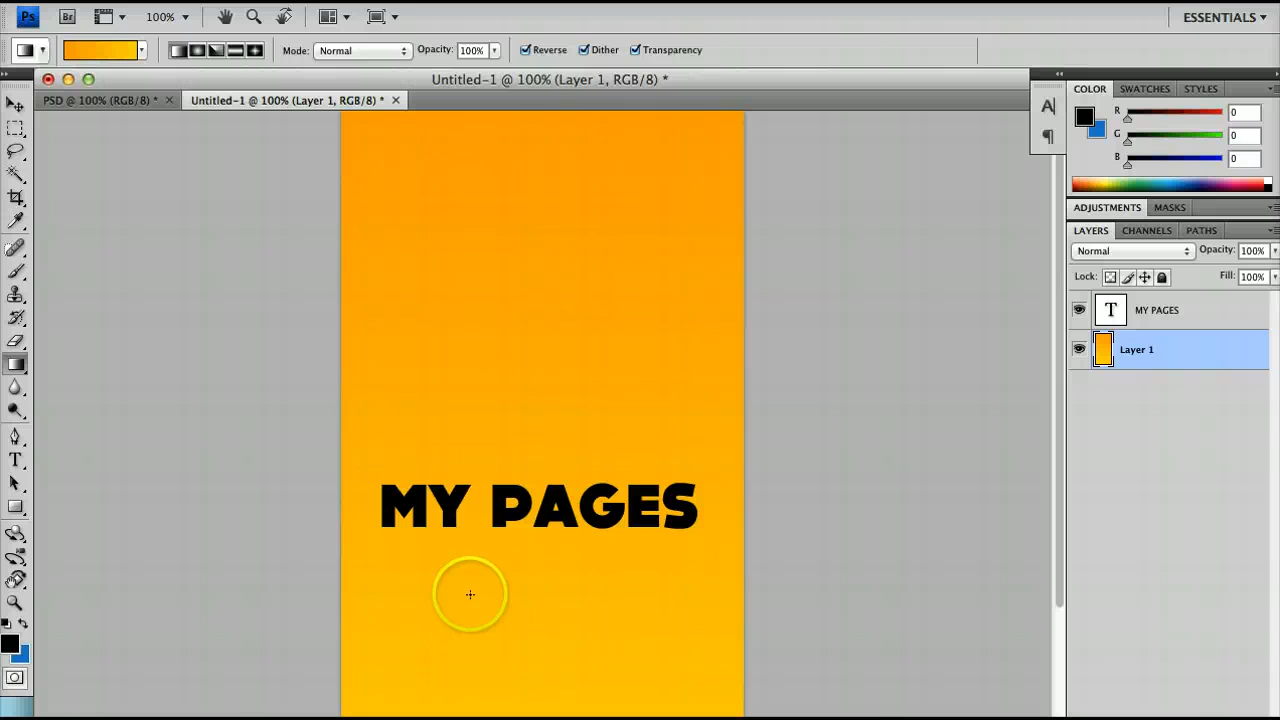 Ps Br 100% ESSENTIALS
Mode: Normal Opacity: 100% Reverse Dither Transparency
Untitled-1 @ 100% (Layer 1, RGB/8) *
PSD @ 100% (RGB/8) * Untitled-1 @ 100% (Layer 1, RGB/8) *
COLOR SWATCHES STYLES
A
R 0
G 0
B 0
ADJUSTMENTS MASKS
LAYERS CHANNELS PATHS
Normal Opacity: 100%
Lock: Fill: 100%
T MY PAGES
Layer 1
T
MY PAGES